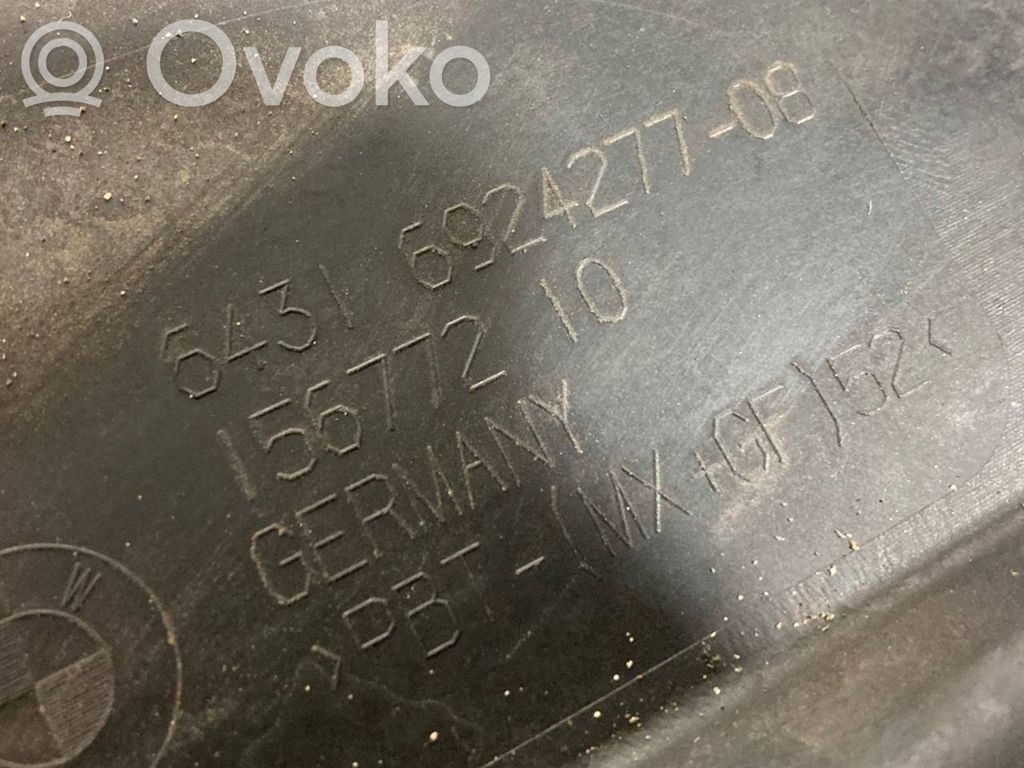 Ovoko
6431 6924277-08
156772 10
GERMANY
>PBT-(MX+GF)52<
W